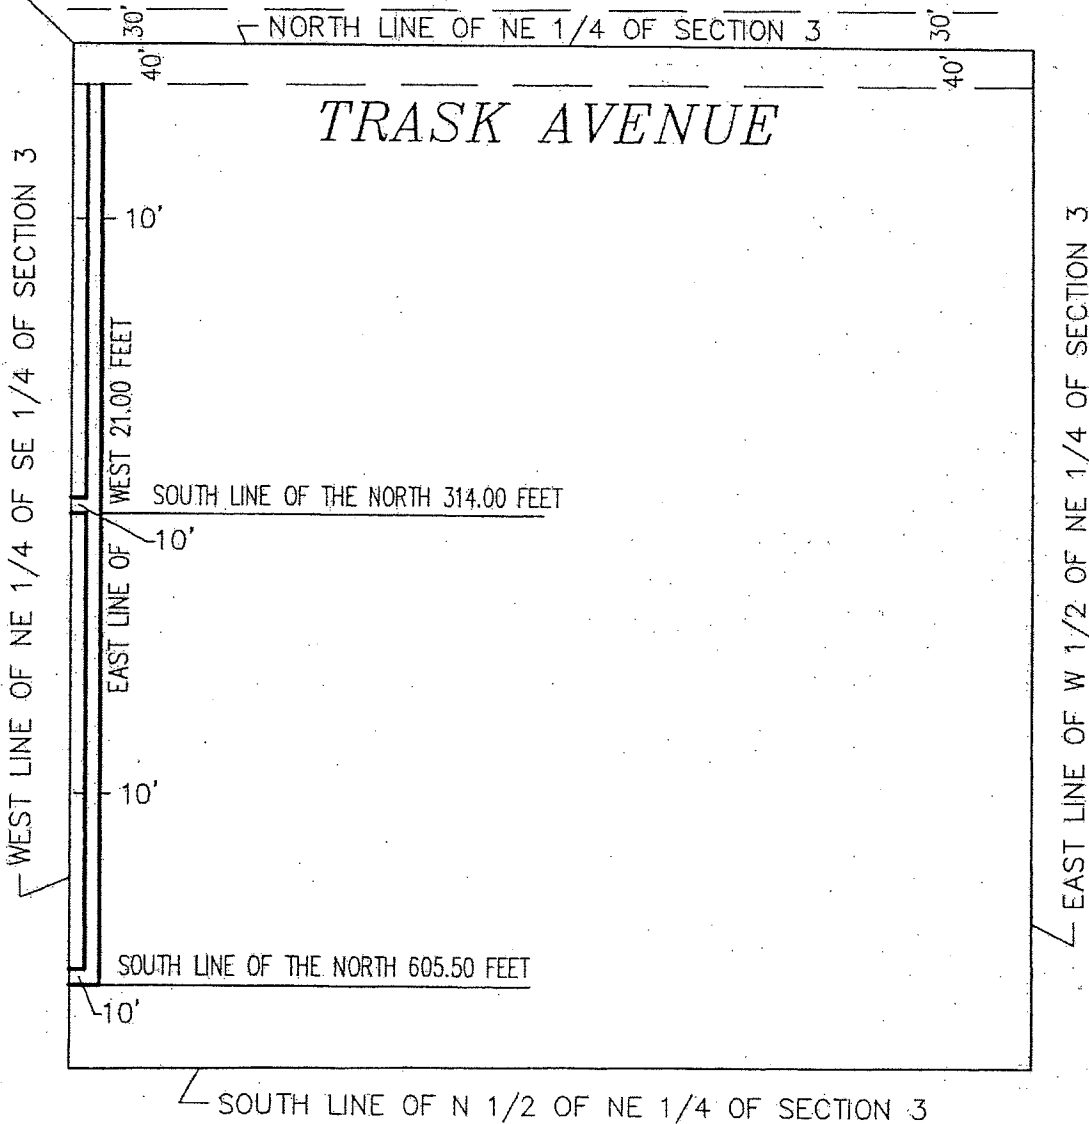 30'
NORTH LINE OF NE 1/4 OF SECTION 3
30'
40'
40'
TRASK AVENUE
WEST LINE OF NE 1/4 OF SE 1/4 OF SECTION 3
10'
EAST LINE OF WEST 21.00 FEET
SOUTH LINE OF THE NORTH 314.00 FEET
10'
10'
SOUTH LINE OF THE NORTH 605.50 FEET
10'
EAST LINE OF W 1/2 OF NE 1/4 OF SECTION 3
SOUTH LINE OF N 1/2 OF NE 1/4 OF SECTION 3